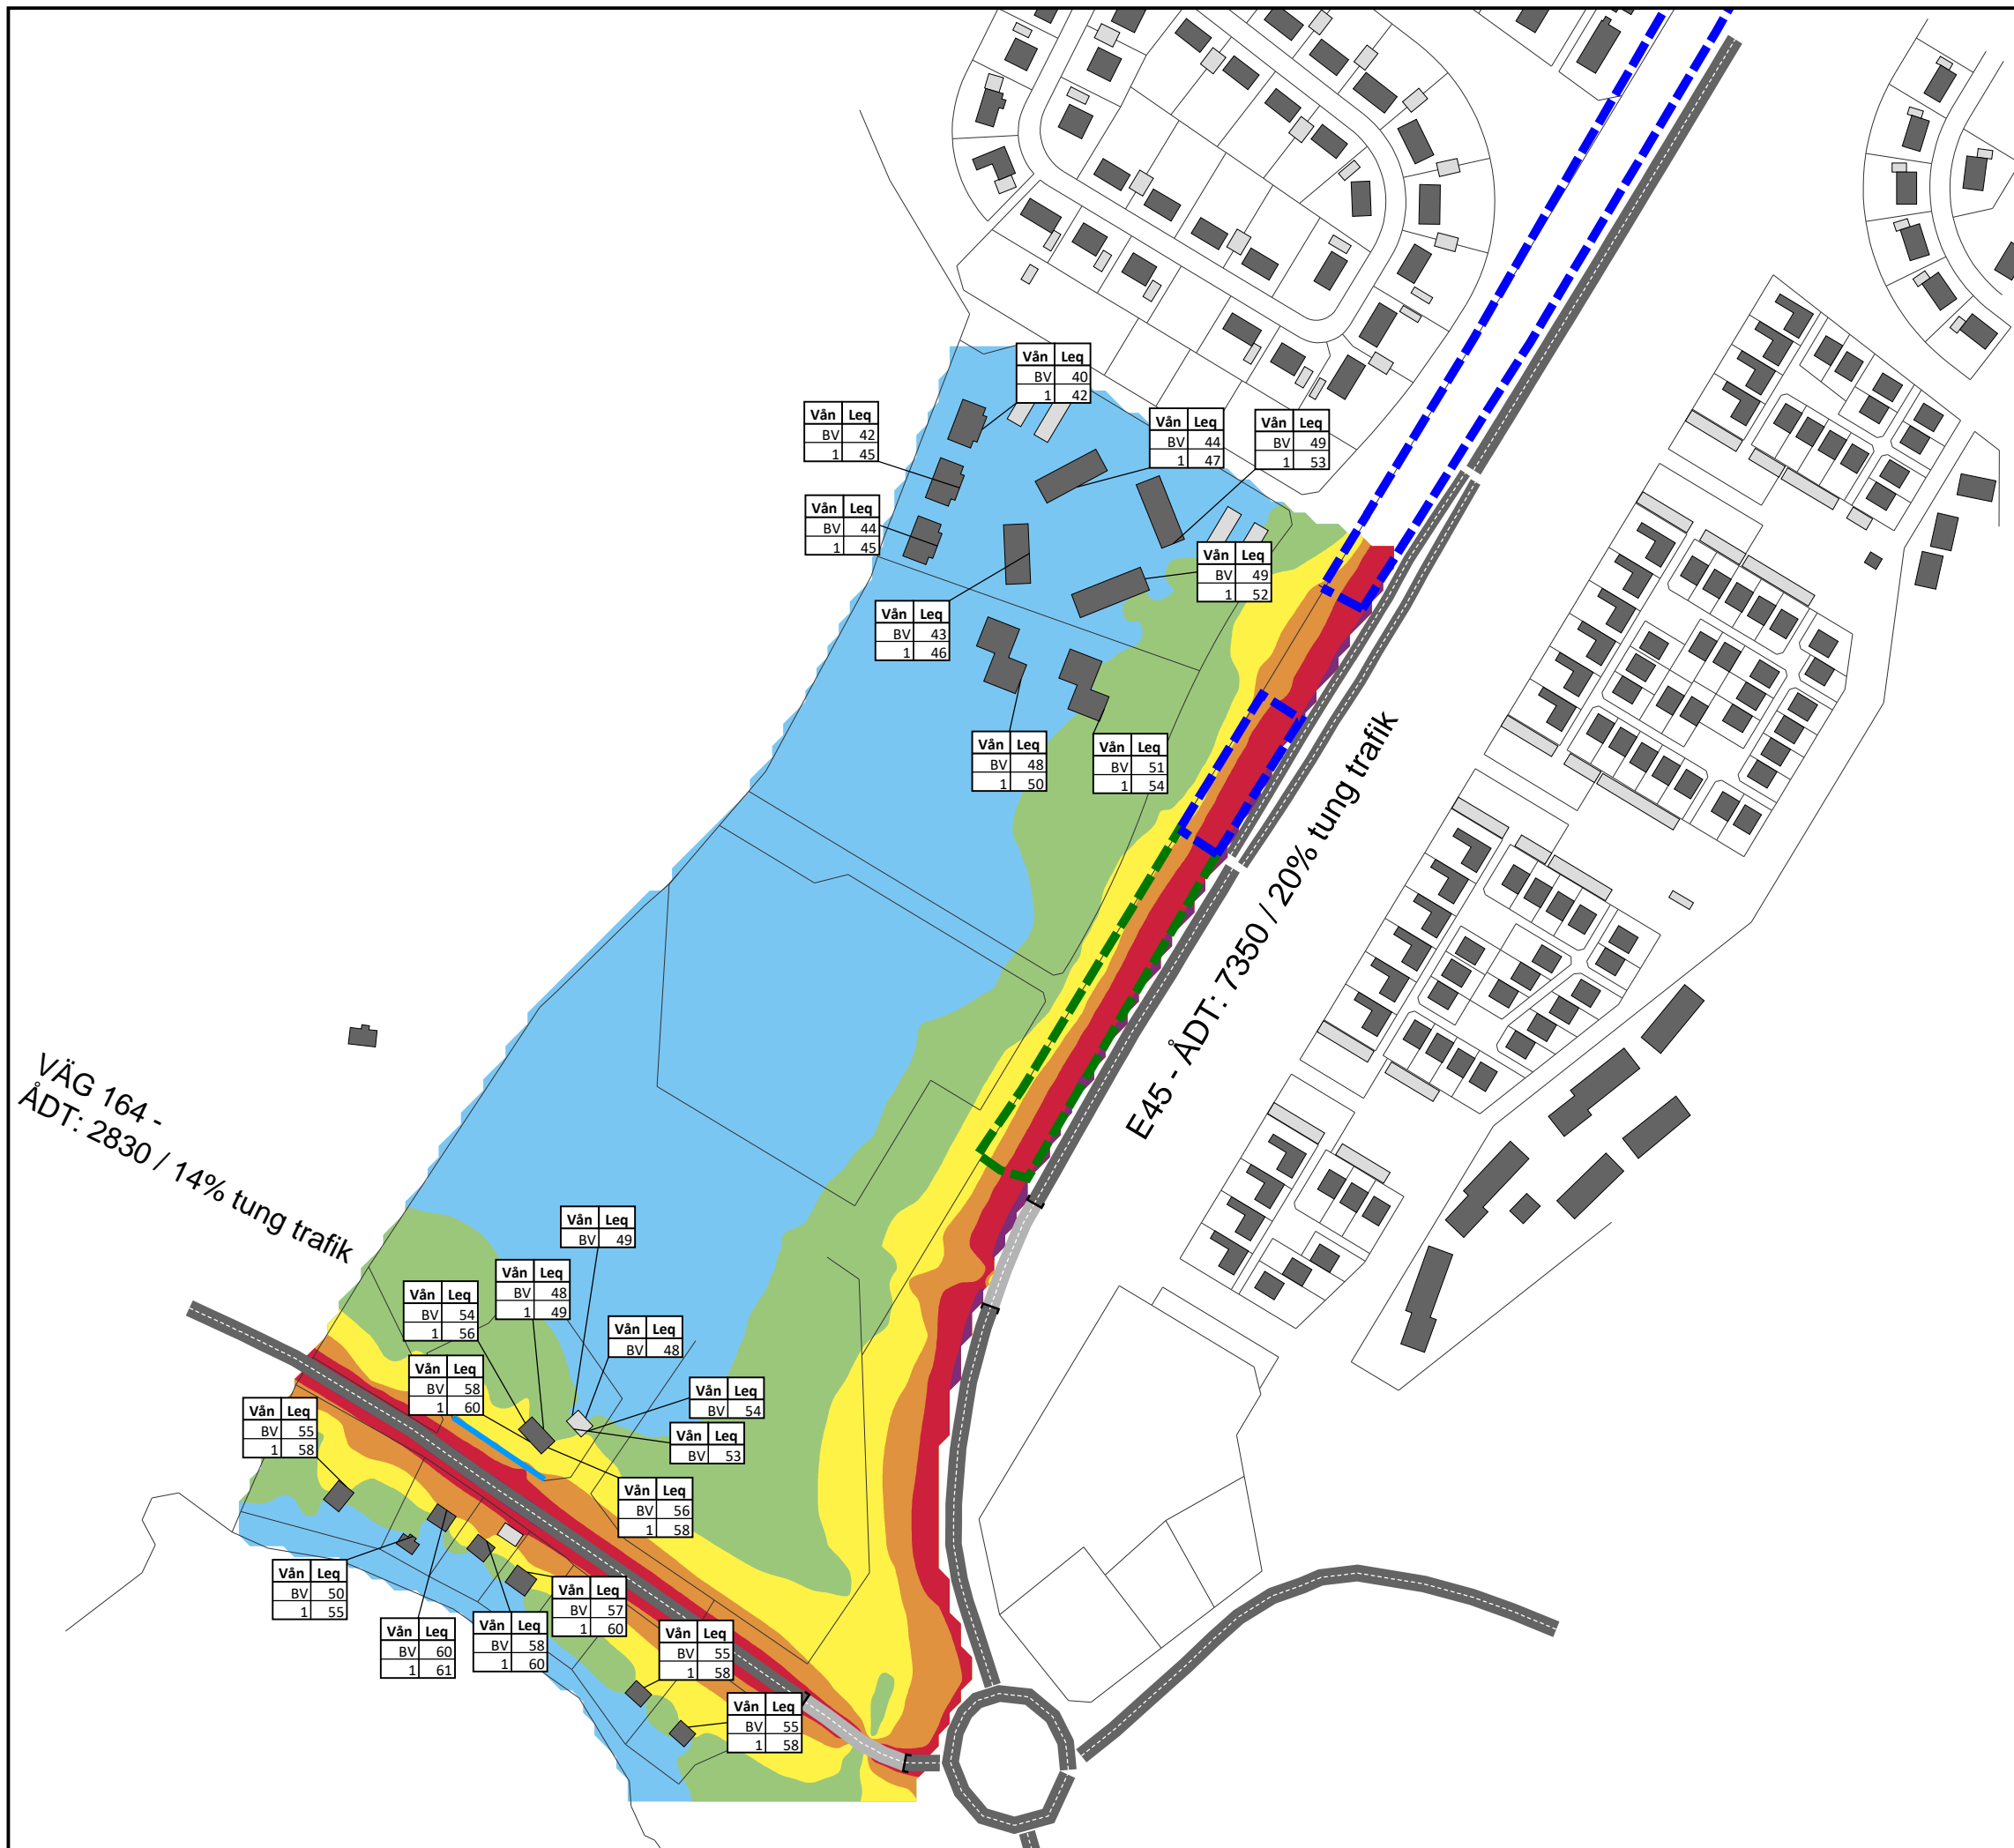 Vån Leq
BV 40
1 42
Vån Leq
BV 42
1 45
Vån Leq
BV 44
1 47
Vån Leq
BV 49
1 53
Vån Leq
BV 44
1 45
Vån Leq
BV 49
1 52
Vån Leq
BV 43
1 46
Vån Leq
BV 48
1 50
Vån Leq
BV 51
1 54
E45 - ÅDT: 7350 / 20% tung trafik
VÄG 164 -
ÅDT: 2830 / 14% tung trafik
Vån Leq
BV 49
Vån Leq
BV 48
1 49
Vån Leq
BV 54
1 56
Vån Leq
BV 48
Vån Leq
BV 58
1 60
Vån Leq
BV 54
Vån Leq
BV 55
1 58
Vån Leq
BV 53
Vån Leq
BV 56
1 58
Vån Leq
BV 50
1 55
Vån Leq
BV 57
1 60
Vån Leq
BV 60
1 61
Vån Leq
BV 58
1 60
Vån Leq
BV 55
1 58
Vån Leq
BV 55
1 58